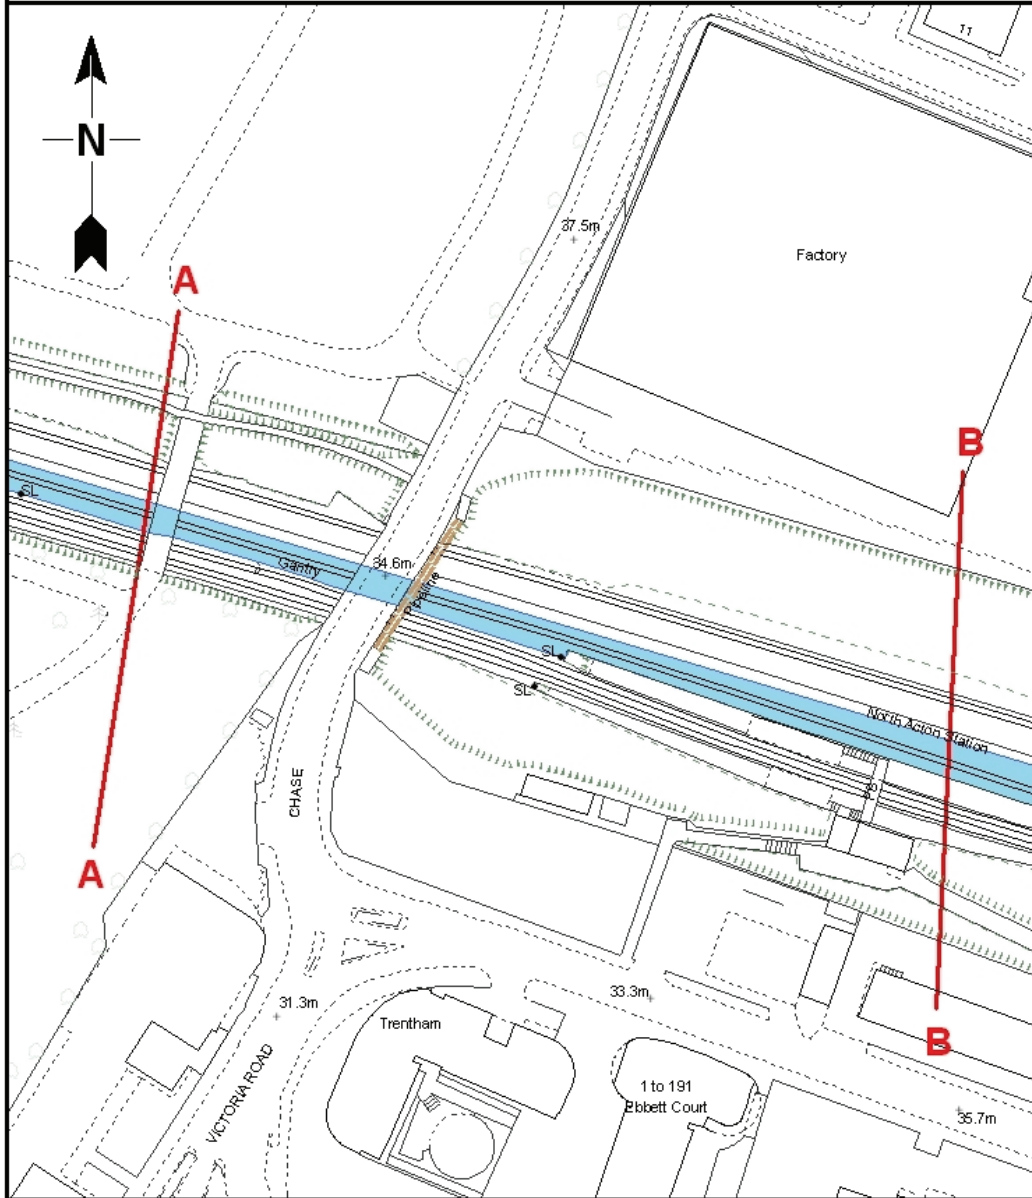 11
N
37.5m
Factory
A
B
SL
34.6m
Gantry
Pipeline
SL
SL
North Acton Station
CHASE
A
33.3m
31.3m
Trentham
B
1 to 191
Ebbett Court
VICTORIA ROAD
35.7m